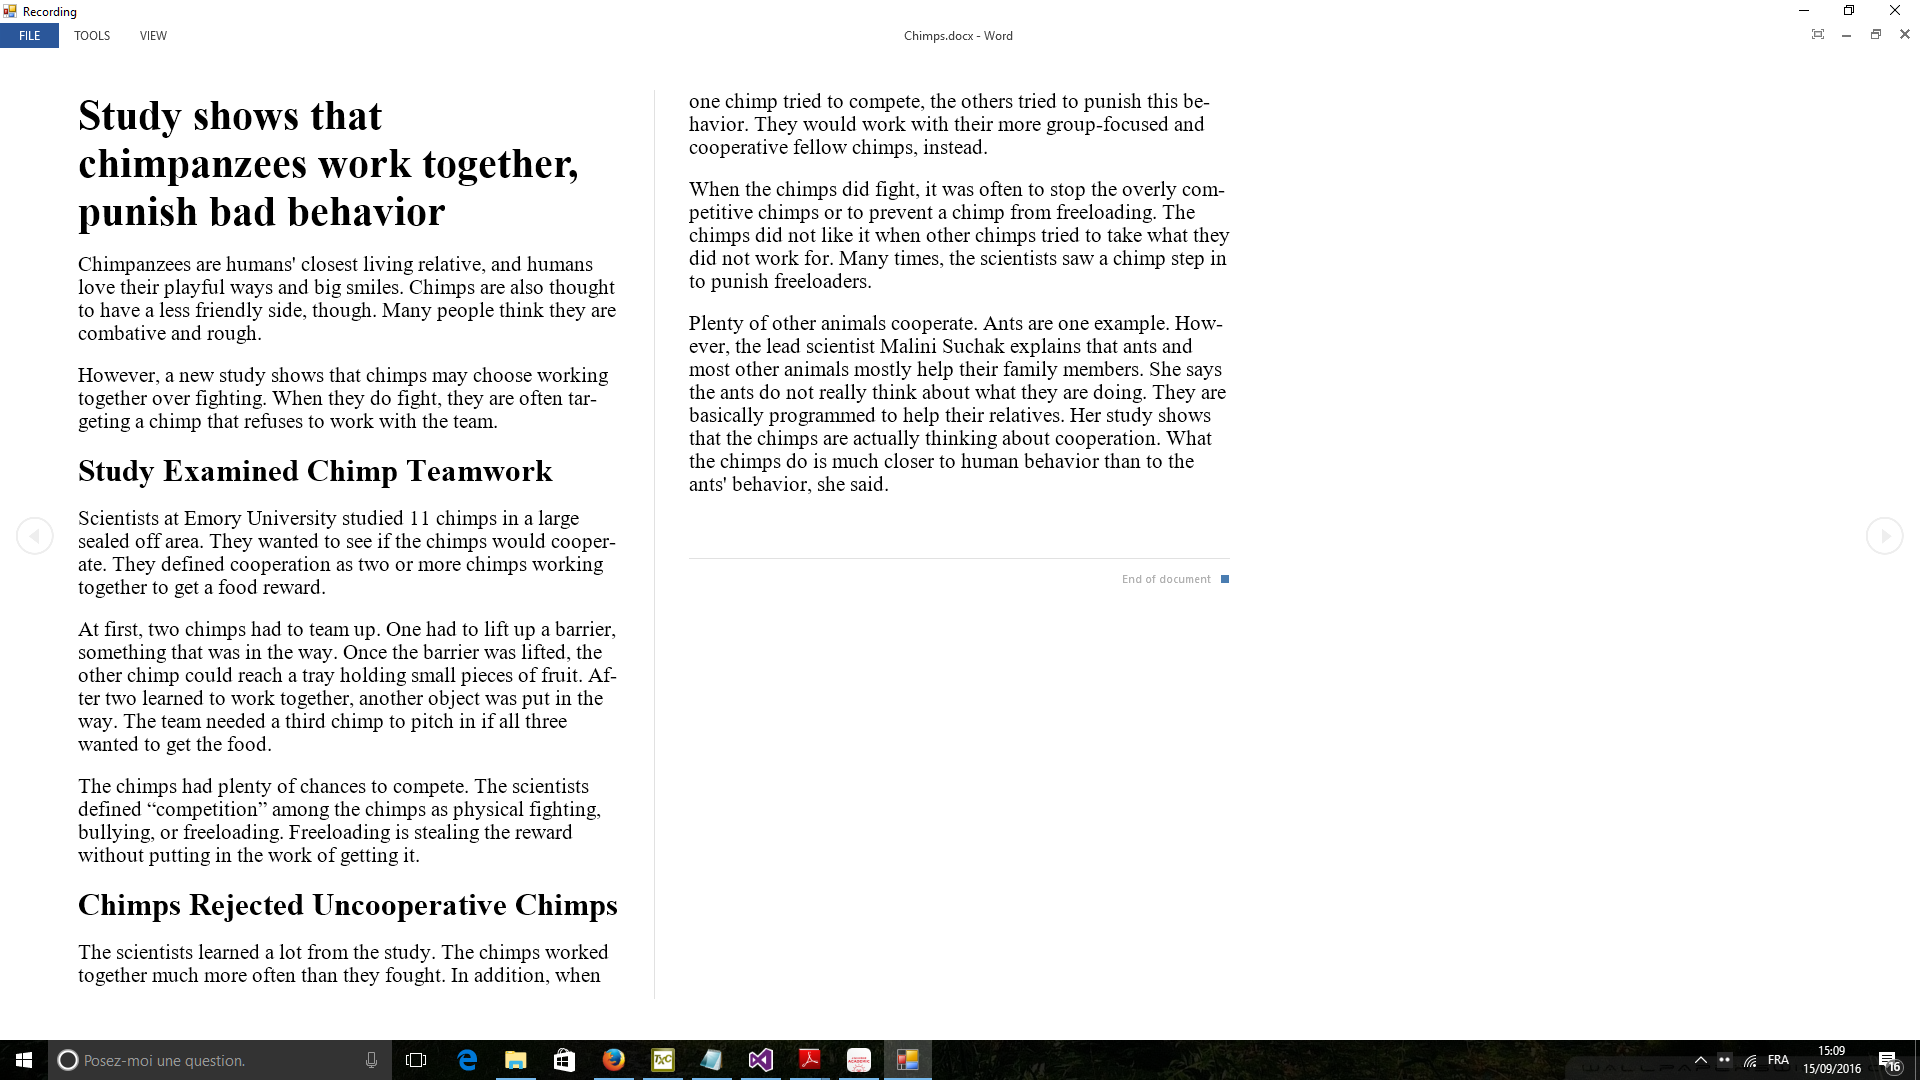 Recording
FILE TOOLS VIEW
Chimps.docx - Word
Study shows that
chimpanzees work together,
punish bad behavior
Chimpanzees are humans' closest living relative, and humans
love their playful ways and big smiles. Chimps are also thought
to have a less friendly side, though. Many people think they are
combative and rough.
However, a new study shows that chimps may choose working
together over fighting. When they do fight, they are often tar-
geting a chimp that refuses to work with the team.
Study Examined Chimp Teamwork
Scientists at Emory University studied 11 chimps in a large
sealed off area. They wanted to see if the chimps would cooper-
ate. They defined cooperation as two or more chimps working
together to get a food reward.
At first, two chimps had to team up. One had to lift up a barrier,
something that was in the way. Once the barrier was lifted, the
other chimp could reach a tray holding small pieces of fruit. Af-
ter two learned to work together, another object was put in the
way. The team needed a third chimp to pitch in if all three
wanted to get the food.
The chimps had plenty of chances to compete. The scientists
defined “competition” among the chimps as physical fighting,
bullying, or freeloading. Freeloading is stealing the reward
without putting in the work of getting it.
Chimps Rejected Uncooperative Chimps
The scientists learned a lot from the study. The chimps worked
together much more often than they fought. In addition, when
one chimp tried to compete, the others tried to punish this be-
havior. They would work with their more group-focused and
cooperative fellow chimps, instead.
When the chimps did fight, it was often to stop the overly com-
petitive chimps or to prevent a chimp from freeloading. The
chimps did not like it when other chimps tried to take what they
did not work for. Many times, the scientists saw a chimp step in
to punish freeloaders.
Plenty of other animals cooperate. Ants are one example. How-
ever, the lead scientist Malini Suchak explains that ants and
most other animals mostly help their family members. She says
the ants do not really think about what they are doing. They are
basically programmed to help their relatives. Her study shows
that the chimps are actually thinking about cooperation. What
the chimps do is much closer to human behavior than to the
ants' behavior, she said.
End of document
Posez-moi une question.
TXC
FRA
15:09
15/09/2016
16